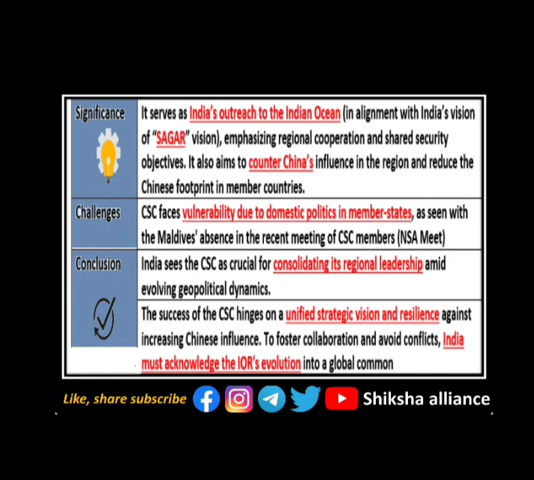 Significance
It serves as India's outreach to the Indian Ocean (in alignment with India's vision
of "SAGAR" vision), emphasizing regional cooperation and shared security
objectives. It also aims to counter China's influence in the region and reduce the
Chinese footprint in member countries.
Challenges
CSC faces vulnerability due to domestic politics in member-states, as seen with
the Maldives' absence in the recent meeting of CSC members (NSA Meet)
Conclusion
India sees the CSC as crucial for consolidating its regional leadership amid
evolving geopolitical dynamics.
The success of the CSC hinges on a unified strategic vision and resilience against
increasing Chinese influence. To foster collaboration and avoid conflicts, India
must acknowledge the IOR's evolution into a global common
Like, share subscribe
Shiksha alliance